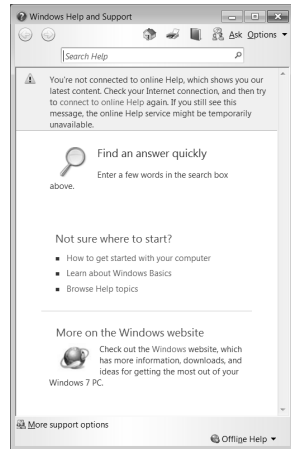 Windows Help and Support
Ask Options
Search Help
You're not connected to online Help, which shows you our
latest content. Check your Internet connection, and then try
to connect to online Help again. If you still see this
message, the online Help service might be temporarily
unavailable.
Find an answer quickly
Enter a few words in the search box
above.
Not sure where to start?
How to get started with your computer
Learn about Windows Basics
Browse Help topics
More on the Windows website
Check out the Windows website, which
has more information, downloads, and
ideas for getting the most out of your
Windows 7 PC.
More support options
Offline Help